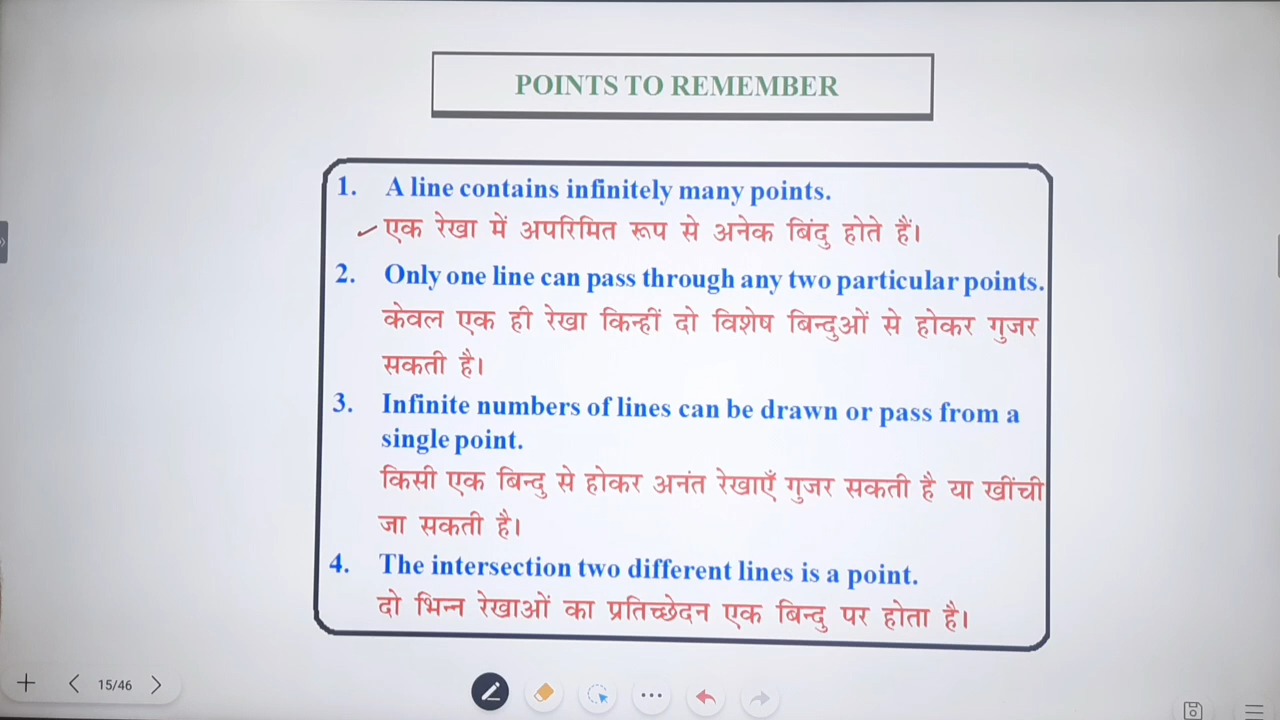 POINTS TO REMEMBER
1. A line contains infinitely many points.
एक रेखा में अपरिमित रूप से अनेक बिंदु होते हैं।
2. Only one line can pass through any two particular points.
केवल एक ही रेखा किन्हीं दो विशेष बिन्दुओं से होकर गुजर
सकती है।
3. Infinite numbers of lines can be drawn or pass from a
single point.
किसी एक बिन्दु से होकर अनंत रेखाएँ गुजर सकती है या खींची
जा सकती है।
4. The intersection two different lines is a point.
दो भिन्न रेखाओं का प्रतिच्छेदन एक बिन्दु पर होता है।
15/46